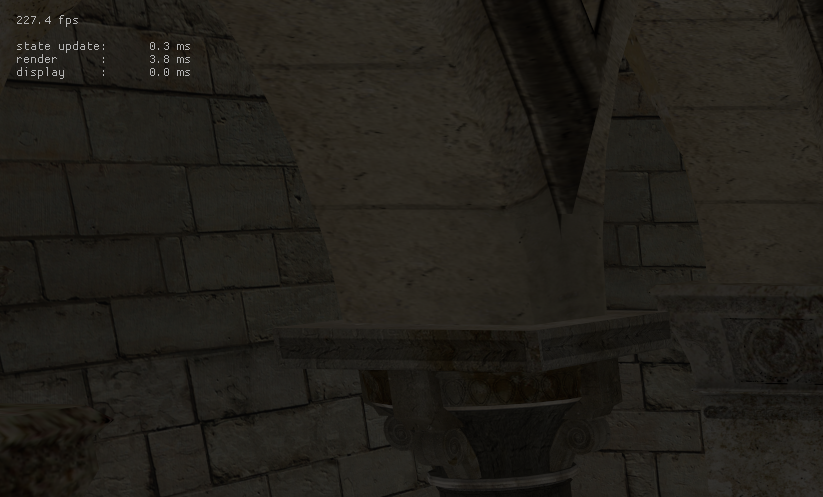 227.4 fps
state update: 0.3 ms
render : 3.8 ms
display : 0.0 ms